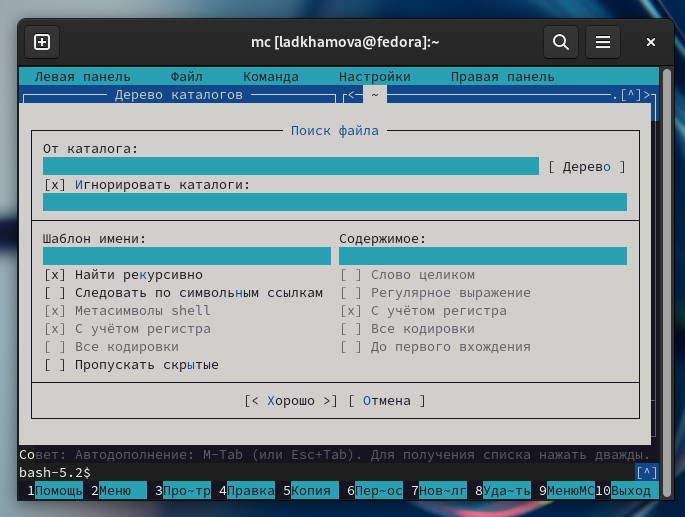 mc [ladkhamova@fedora]:~
Левая панель Файл Команда Настройки Правая панель
Дерево каталогов <─ ~ .[^]>
Поиск файла
От каталога:
[ Дерево ]
[x] Игнорировать каталоги:
Шаблон имени: Содержимое:
[x] Найти рекурсивно [ ] Слово целиком
[ ] Следовать по символьным ссылкам [ ] Регулярное выражение
[x] Метасимволы shell [x] С учётом регистра
[x] С учётом регистра [ ] Все кодировки
[ ] Все кодировки [ ] До первого вхождения
[ ] Пропускать скрытые
[< Хорошо >] [ Отмена ]
Совет: Автодополнение: M-Tab (или Esc+Tab). Для получения списка нажать дважды.
bash-5.2$ [^]
1Помощь 2Меню 3Про~тр 4Правка 5Копия 6Пер~ос 7Нов~лг 8Уда~ть 9МенюMC 10Выход